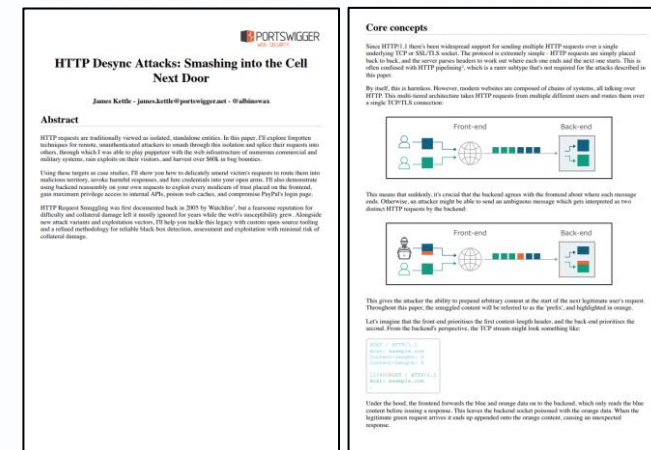 PORTSWIGGER
WEB SECURITY
HTTP Desync Attacks: Smashing into the Cell
Next Door
James Kettle - james.kettle@portswigger.net - @albinowax
Abstract
HTTP requests are traditionally viewed as isolated, standalone entities. In this paper, I'll explore forgotten
techniques for remote, unauthenticated attackers to smash through this isolation and splice their requests into
others, through which I was able to play puppeteer with the web infrastructure of numerous commercial and
military systems, rain exploits on their visitors, and harvest over $60k in bug bounties.
Using these targets as case studies, I'll show you how to delicately amend victim's requests to route them into
malicious territory, invoke harmful responses, and lure credentials into your open arms. I'll also demonstrate
using backend reassembly on your own requests to exploit every modicum of trust placed on the frontend,
gain maximum privilege access to internal APIs, poison web caches, and compromise PayPal's login page.
HTTP Request Smuggling was first documented back in 2005 by Watchfire¹, but a fearsome reputation for
difficulty and collateral damage left it mostly ignored for years while the web's susceptibility grew. Alongside
new attack variants and exploitation vectors, I'll help you tackle this legacy with custom open source tooling
and a refined methodology for reliable black-box detection, assessment and exploitation with minimal risk of
collateral damage.
Core concepts
Since HTTP/1.1 there's been widespread support for sending multiple HTTP requests over a single
underlying TCP or SSL/TLS socket. The protocol is extremely simple - HTTP requests are simply placed
back to back, and the server parses headers to work out where each one ends and the next one starts. This is
often confused with HTTP pipelining², which is a rarer subtype that's not required for the attacks described in
this paper.
By itself, this is harmless. However, modern websites are composed of chains of systems, all talking over
HTTP. This multi-tiered architecture takes HTTP requests from multiple different users and routes them over
a single TCP/TLS connection:
Front-end Back-end
This means that suddenly, it's crucial that the backend agrees with the frontend about where each message
ends. Otherwise, an attacker might be able to send an ambiguous message which gets interpreted as two
distinct HTTP requests by the backend:
Front-end Back-end
This gives the attacker the ability to prepend arbitrary content at the start of the next legitimate user's request.
Throughout this paper, the smuggled content will be referred to as the 'prefix', and highlighted in orange.
Let's imagine that the front-end prioritises the first content-length header, and the back-end prioritises the
second. From the backend's perspective, the TCP stream might look something like:
POST / HTTP/1.1
Host: example.com
Content-Length: 6
Content-Length: 5
12345GPOST / HTTP/1.1
Host: example.com
Under the hood, the frontend forwards the blue and orange data on to the backend, which only reads the blue
content before issuing a response. This leaves the backend socket poisoned with the orange data. When the
legitimate green request arrives it ends up appended onto the orange content, causing an unexpected
response.